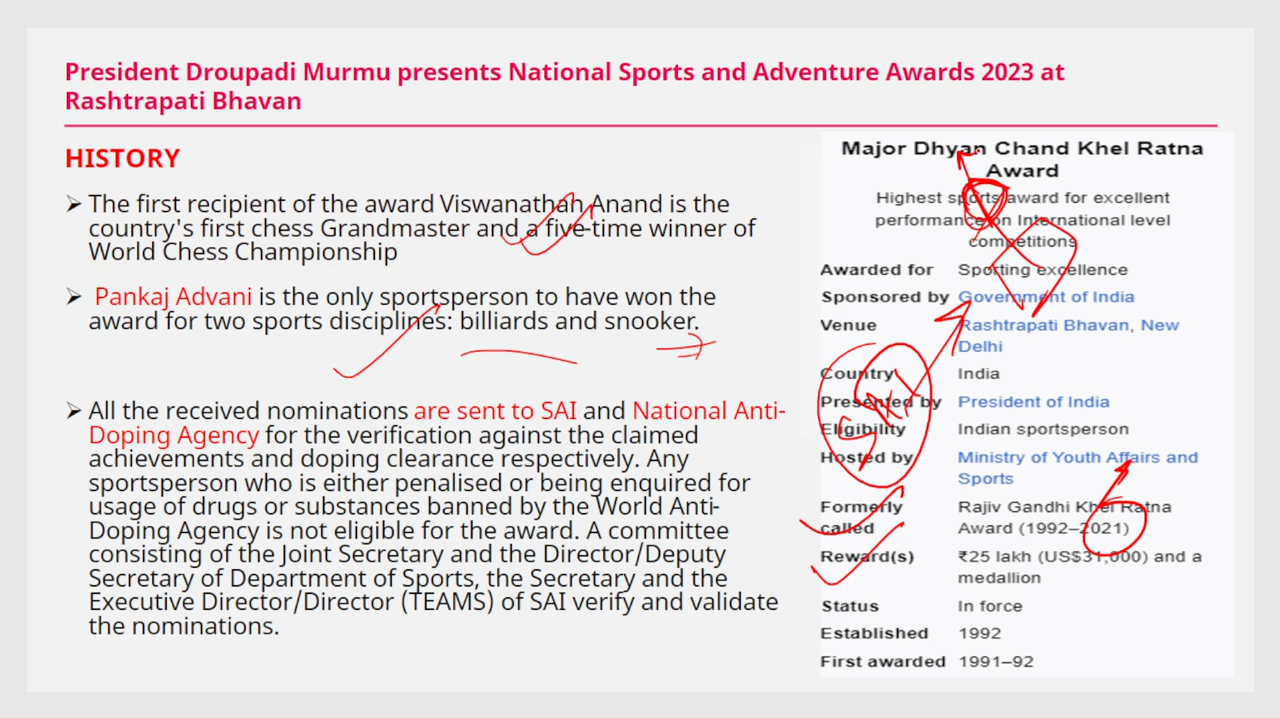 President Droupadi Murmu presents National Sports and Adventure Awards 2023 at
Rashtrapati Bhavan
HISTORY
➢ The first recipient of the award Viswanathan Anand is the
country's first chess Grandmaster and a five-time winner of
World Chess Championship
➢ Pankaj Advani is the only sportsperson to have won the
award for two sports disciplines: billiards and snooker.
➢ All the received nominations are sent to SAI and National Anti-
Doping Agency for the verification against the claimed
achievements and doping clearance respectively. Any
sportsperson who is either penalised or being enquired for
usage of drugs or substances banned by the World Anti-
Doping Agency is not eligible for the award. A committee
consisting of the Joint Secretary and the Director/Deputy
Secretary of Department of Sports, the Secretary and the
Executive Director/Director (TEAMS) of SAI verify and validate
the nominations.
Major Dhyan Chand Khel Ratna
Award
Highest sports award for excellent
performance on International level
competitions
Awarded for Sporting excellence
Sponsored by Government of India
Venue Rashtrapati Bhavan, New
Delhi
Country India
Presented by President of India
Eligibility Indian sportsperson
Hosted by Ministry of Youth Affairs and
Sports
Formerly Rajiv Gandhi Khel Ratna
called Award (1992–2021)
Reward(s) ₹25 lakh (US$31,000) and a
medallion
Status In force
Established 1992
First awarded 1991–92
SAI